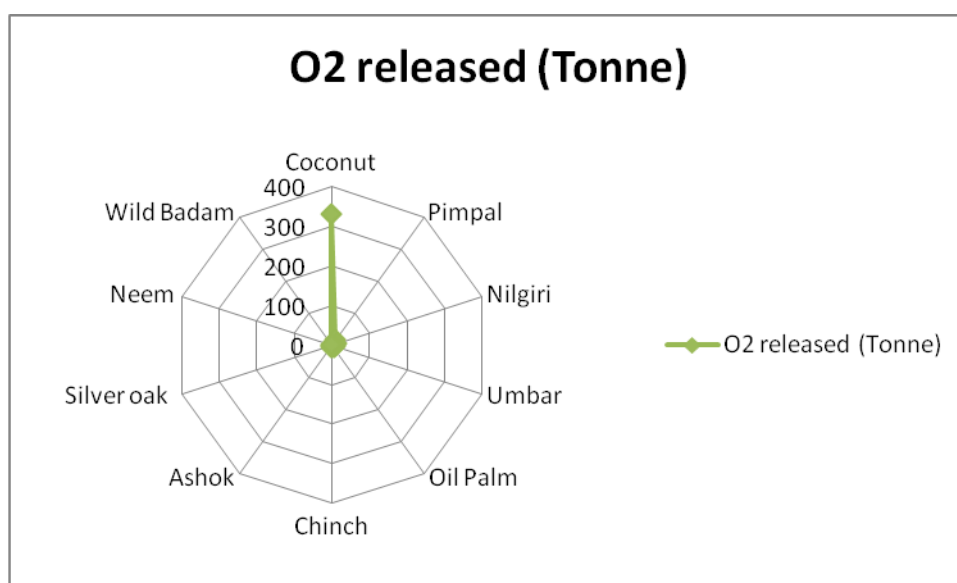 O2 released (Tonne)
Coconut
400
Wild Badam
Pimpal
300
200
Neem
Nilgiri
100
0
O2 released (Tonne)
Silver oak
Umbar
Ashok
Oil Palm
Chinch